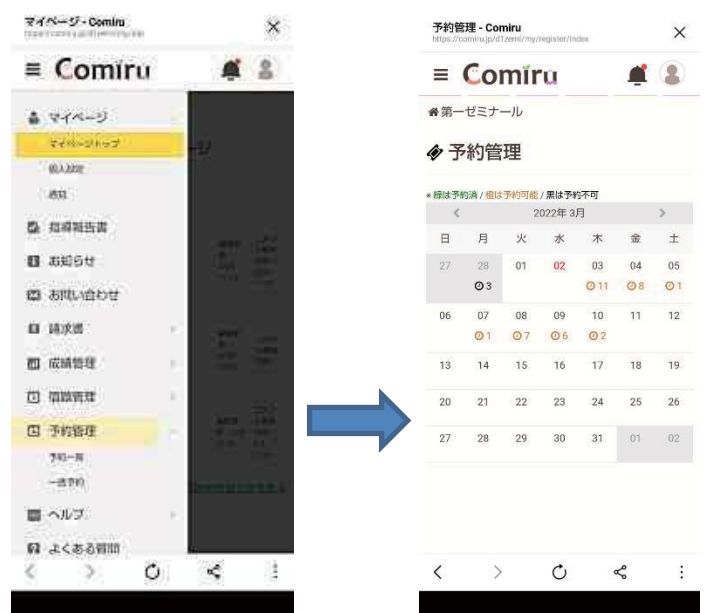 マイページ - Comiru
Comiru
マイページ
マイページトップ
個人設定
通知
指導報告書
お知らせ
お問い合わせ
請求書
成績管理
宿題管理
予約管理
予約一覧
一括予約
ヘルプ
よくある質問
予約管理 - Comiru
https://comiru.jp/d1zemi/my/register/index
Comiru
第一ゼミナール
予約管理
* 緑は予約済 / 橙は予約可能 / 黒は予約不可
< 2022年 3月 >
日 月 火 水 木 金 土
27 28 01 02 03 04 05
3 11 8 1
06 07 08 09 10 11 12
1 7 6 2
13 14 15 16 17 18 19
20 21 22 23 24 25 26
27 28 29 30 31 01 02